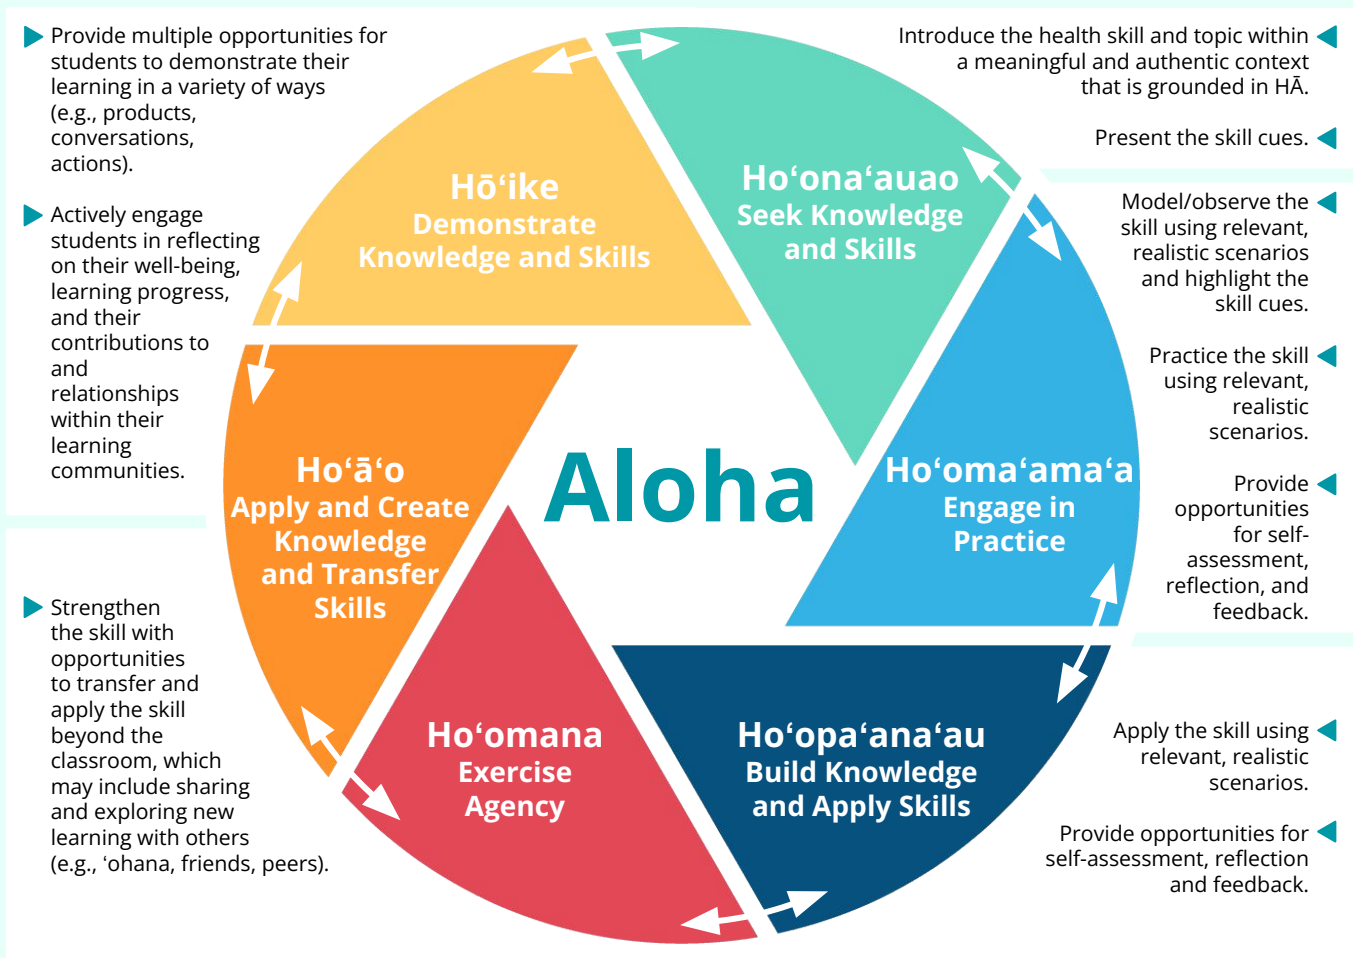 Provide multiple opportunities for
students to demonstrate their
learning in a variety of ways
(e.g., products,
conversations,
actions).
Actively engage
students in reflecting
on their well-being,
learning progress,
and their
contributions to
and
relationships
within their
learning
communities.
Strengthen
the skill with
opportunities
to transfer and
apply the skill
beyond the
classroom, which
may include sharing
and exploring new
learning with others
(e.g., ʻohana, friends, peers).
Hōʻike
Demonstrate
Knowledge and Skills
Hoʻonaʻauao
Seek Knowledge
and Skills
Hoʻāʻo
Apply and Create
Knowledge
and Transfer
Skills
Aloha
Hoʻomaʻamaʻa
Engage in
Practice
Hoʻomana
Exercise
Agency
Hoʻopaʻanaʻau
Build Knowledge
and Apply Skills
Introduce the health skill and topic within
a meaningful and authentic context
that is grounded in HĀ.
Present the skill cues.
Model/observe the
skill using relevant,
realistic scenarios
and highlight the
skill cues.
Practice the skill
using relevant,
realistic
scenarios.
Provide
opportunities
for self-
assessment,
reflection, and
feedback.
Apply the skill using
relevant, realistic
scenarios.
Provide opportunities for
self-assessment, reflection
and feedback.